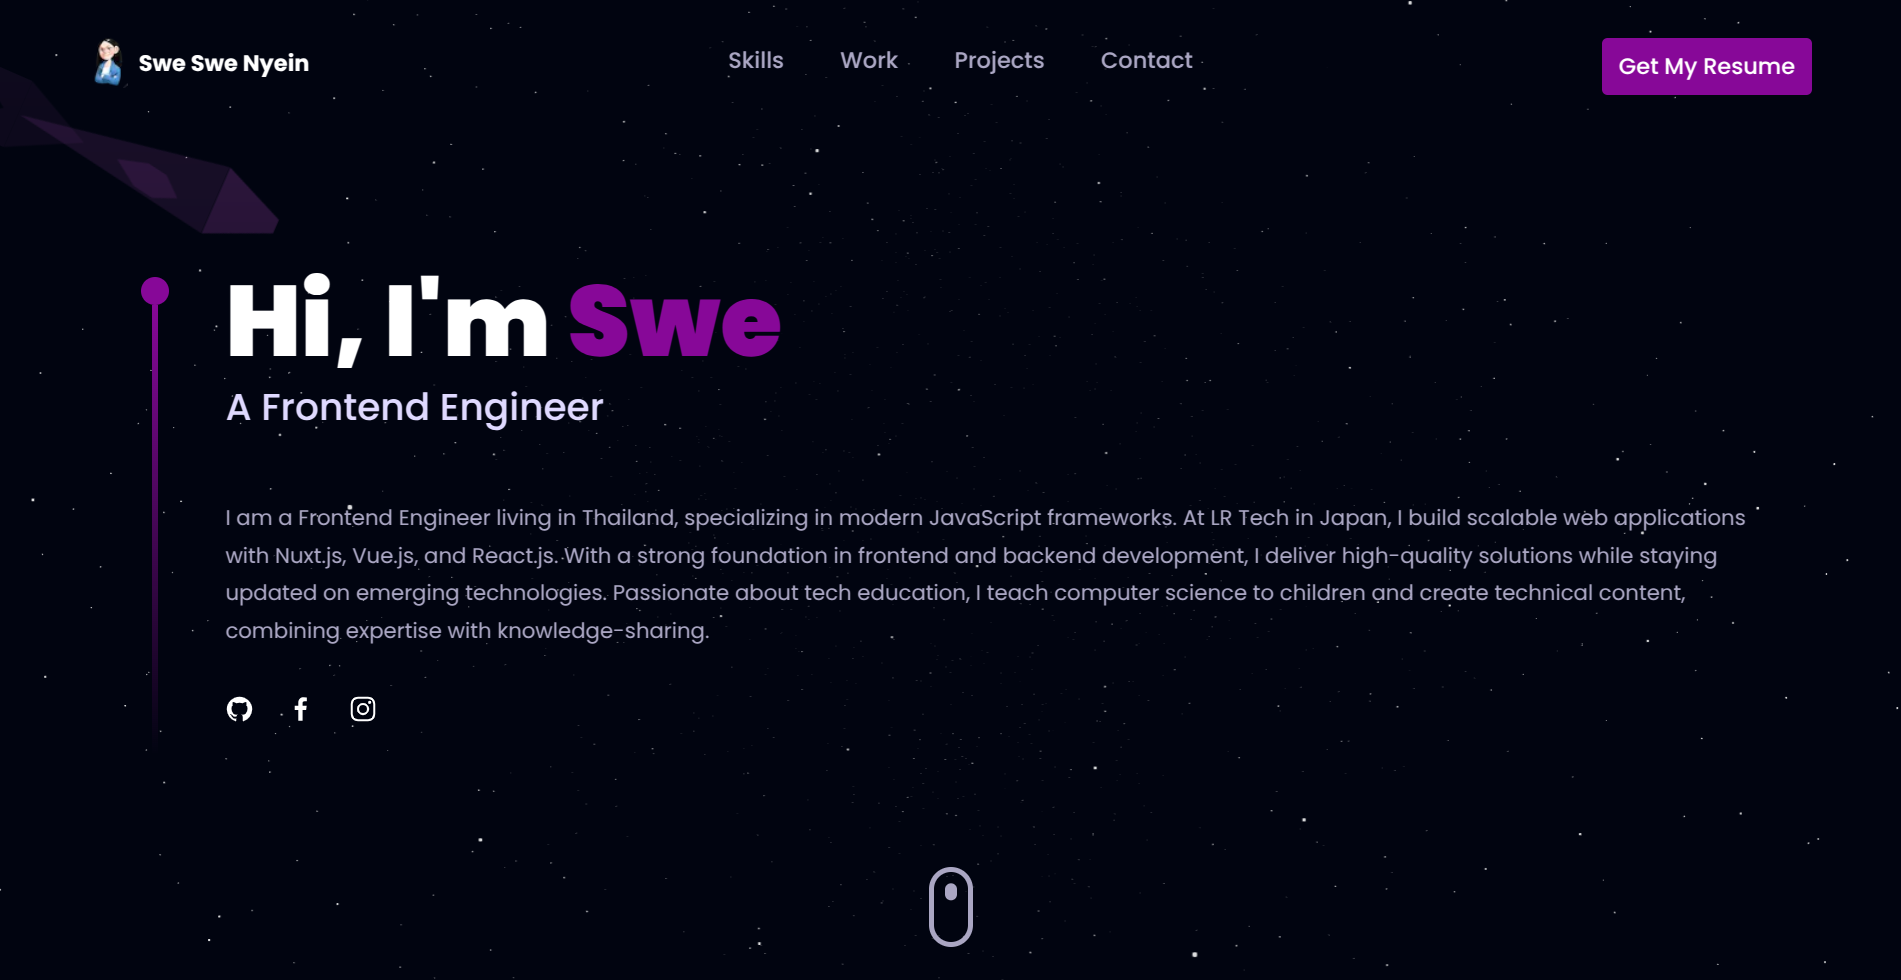 Swe Swe Nyein
Skills
Work
Projects
Contact
Get My Resume
Hi, I'm Swe
A Frontend Engineer
I am a Frontend Engineer living in Thailand, specializing in modern JavaScript frameworks. At LR Tech in Japan, I build scalable web applications
with Nuxt.js, Vue.js, and React.js. With a strong foundation in frontend and backend development, I deliver high-quality solutions while staying
updated on emerging technologies. Passionate about tech education, I teach computer science to children and create technical content,
combining expertise with knowledge-sharing.